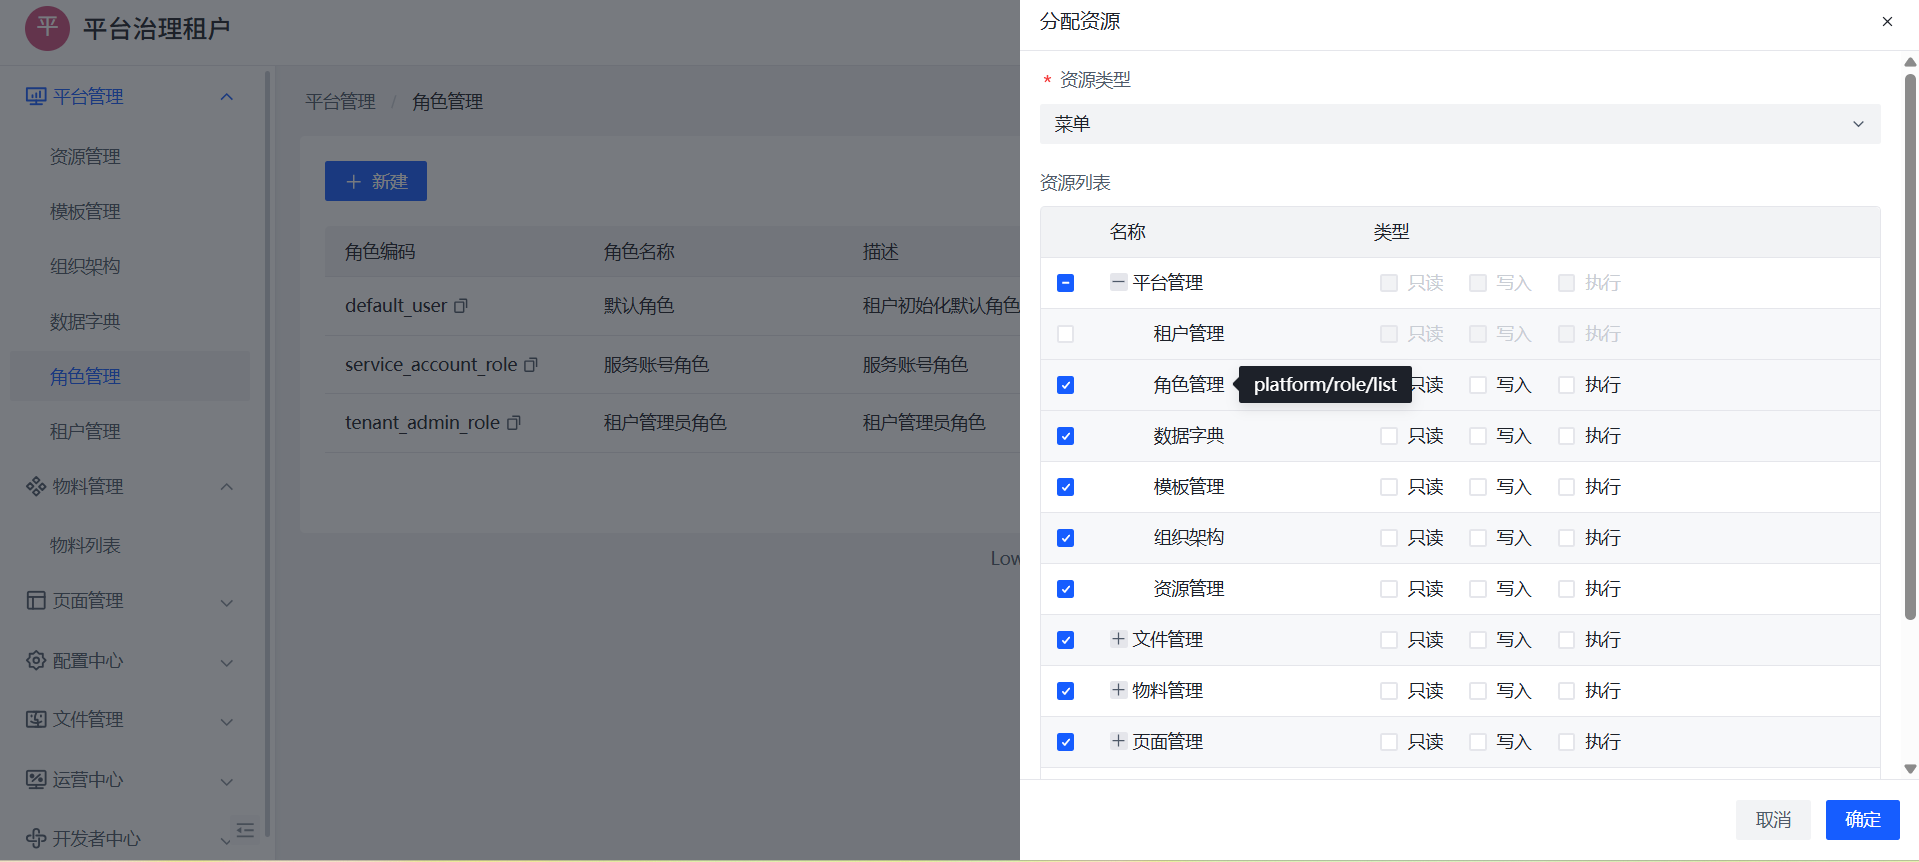 平 平台治理租户
平台管理
资源管理
模板管理
组织架构
数据字典
角色管理
租户管理
物料管理
物料列表
页面管理
配置中心
文件管理
运营中心
开发者中心
平台管理 / 角色管理
+ 新建
角色编码 角色名称 描述
default_user 默认角色 租户初始化默认角色
service_account_role 服务账号角色 服务账号角色
tenant_admin_role 租户管理员角色 租户管理员角色
Low
分配资源
* 资源类型
菜单
资源列表
名称 类型
平台管理 只读 写入 执行
租户管理 只读 写入 执行
角色管理 platform/role/list 只读 写入 执行
数据字典 只读 写入 执行
模板管理 只读 写入 执行
组织架构 只读 写入 执行
资源管理 只读 写入 执行
文件管理 只读 写入 执行
物料管理 只读 写入 执行
页面管理 只读 写入 执行
取消 确定